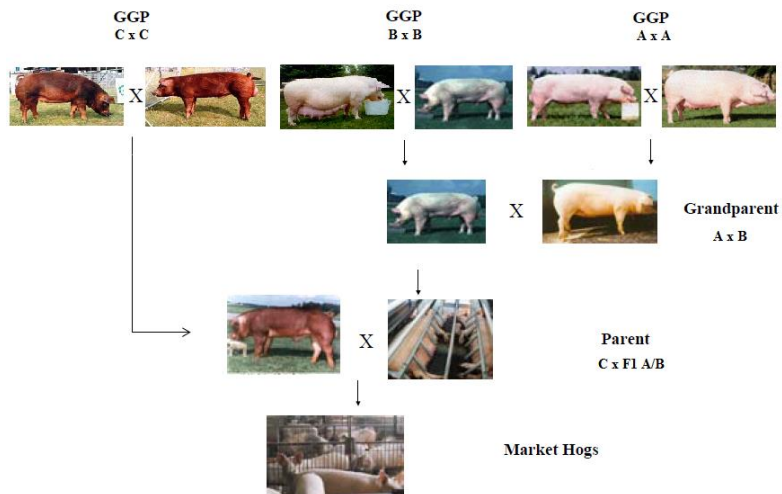 GGP
C x C
GGP
B x B
GGP
A x A
X
X
X
X
Grandparent
A x B
X
Parent
C x F1 A/B
Market Hogs